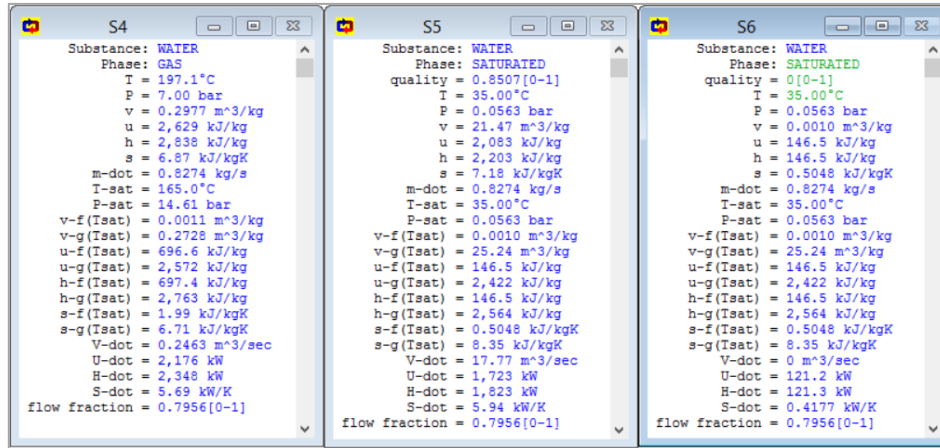 S4
Substance: WATER
Phase: GAS
T = 197.1°C
P = 7.00 bar
v = 0.2977 m^3/kg
u = 2,629 kJ/kg
h = 2,838 kJ/kg
s = 6.87 kJ/kgK
m-dot = 0.8274 kg/s
T-sat = 165.0°C
P-sat = 14.61 bar
v-f(Tsat) = 0.0011 m^3/kg
v-g(Tsat) = 0.2728 m^3/kg
u-f(Tsat) = 696.6 kJ/kg
u-g(Tsat) = 2,572 kJ/kg
h-f(Tsat) = 697.4 kJ/kg
h-g(Tsat) = 2,763 kJ/kg
s-f(Tsat) = 1.99 kJ/kgK
s-g(Tsat) = 6.71 kJ/kgK
V-dot = 0.2463 m^3/sec
U-dot = 2,176 kW
H-dot = 2,348 kW
S-dot = 5.69 kW/K
flow fraction = 0.7956[0-1]
S5
Substance: WATER
Phase: SATURATED
quality = 0.8507[0-1]
T = 35.00°C
P = 0.0563 bar
v = 21.47 m^3/kg
u = 2,083 kJ/kg
h = 2,203 kJ/kg
s = 7.18 kJ/kgK
m-dot = 0.8274 kg/s
T-sat = 35.00°C
P-sat = 0.0563 bar
v-f(Tsat) = 0.0010 m^3/kg
v-g(Tsat) = 25.24 m^3/kg
u-f(Tsat) = 146.5 kJ/kg
u-g(Tsat) = 2,422 kJ/kg
h-f(Tsat) = 146.5 kJ/kg
h-g(Tsat) = 2,564 kJ/kg
s-f(Tsat) = 0.5048 kJ/kgK
s-g(Tsat) = 8.35 kJ/kgK
V-dot = 17.77 m^3/sec
U-dot = 1,723 kW
H-dot = 1,823 kW
S-dot = 5.94 kW/K
flow fraction = 0.7956[0-1]
S6
Substance: WATER
Phase: SATURATED
quality = 0[0-1]
T = 35.00°C
P = 0.0563 bar
v = 0.0010 m^3/kg
u = 146.5 kJ/kg
h = 146.5 kJ/kg
s = 0.5048 kJ/kgK
m-dot = 0.8274 kg/s
T-sat = 35.00°C
P-sat = 0.0563 bar
v-f(Tsat) = 0.0010 m^3/kg
v-g(Tsat) = 25.24 m^3/kg
u-f(Tsat) = 146.5 kJ/kg
u-g(Tsat) = 2,422 kJ/kg
h-f(Tsat) = 146.5 kJ/kg
h-g(Tsat) = 2,564 kJ/kg
s-f(Tsat) = 0.5048 kJ/kgK
s-g(Tsat) = 8.35 kJ/kgK
V-dot = 0 m^3/sec
U-dot = 121.2 kW
H-dot = 121.3 kW
S-dot = 0.4177 kW/K
flow fraction = 0.7956[0-1]